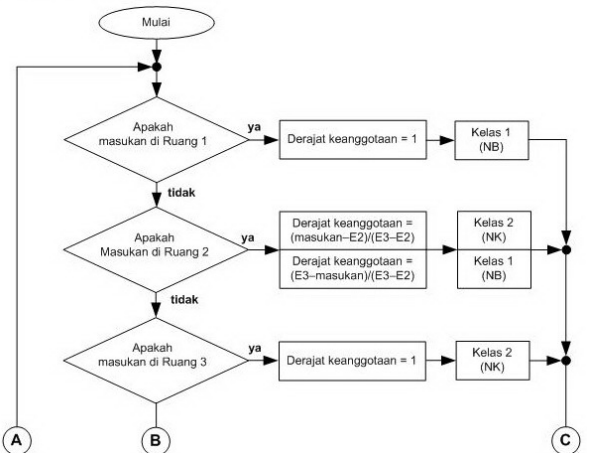 Mulai
Apakah
masukan di Ruang 1
ya
Derajat keanggotaan = 1
Kelas 1
(NB)
tidak
Apakah
Masukan di Ruang 2
ya
Derajat keanggotaan =
(masukan–E2)/(E3–E2)
Kelas 2
(NK)
Derajat keanggotaan =
(E3–masukan)/(E3–E2)
Kelas 1
(NB)
tidak
Apakah
masukan di Ruang 3
ya
Derajat keanggotaan = 1
Kelas 2
(NK)
A
B
C